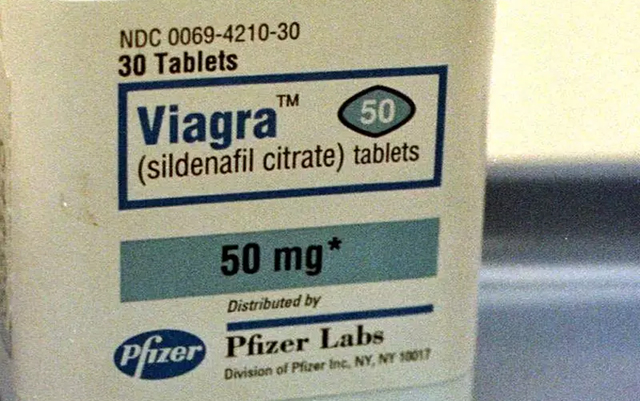 NDC 0069-4210-30
30 Tablets
Viagra™ 50
(sildenafil citrate) tablets
50 mg*
Distributed by
Pfizer Pfizer Labs
Division of Pfizer Inc, NY, NY 10017